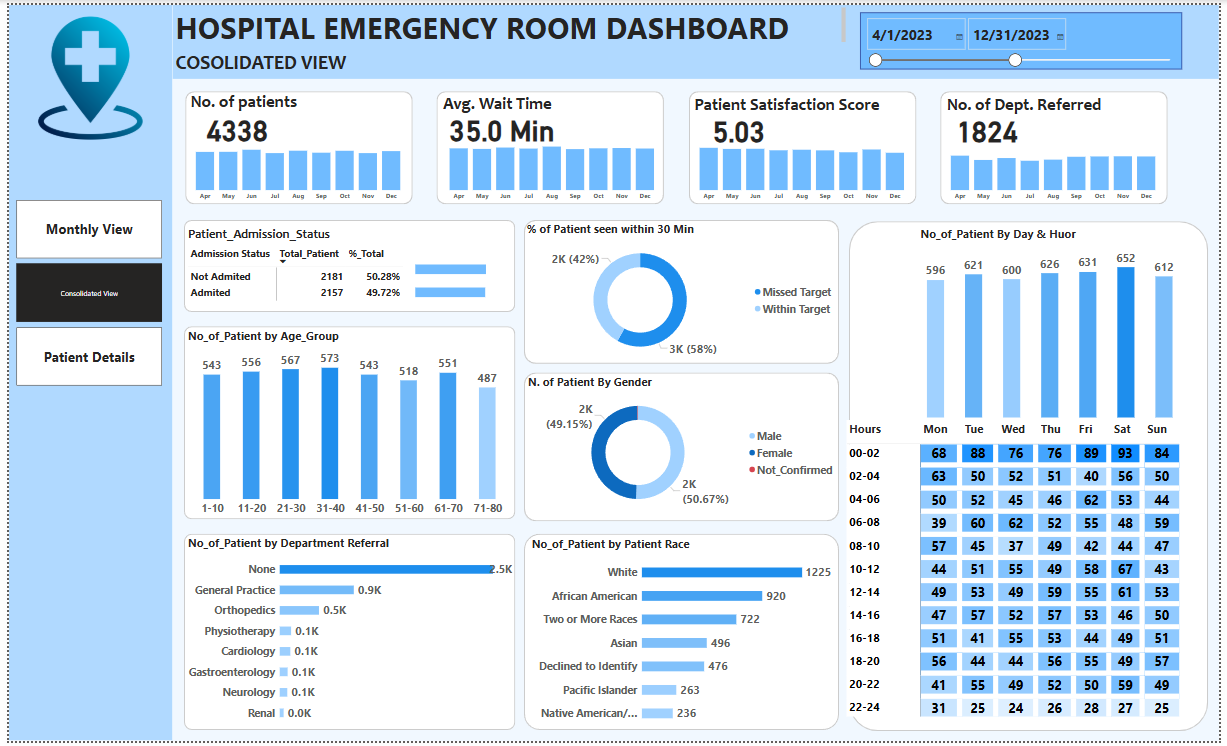 HOSPITAL EMERGENCY ROOM DASHBOARD
COSOLIDATED VIEW
4/1/2023 12/31/2023
Monthly View
Consolidated View
Patient Details
No. of patients
4338
Apr May Jun Jul Aug Sep Oct Nov Dec
Avg. Wait Time
35.0 Min
Apr May Jun Jul Aug Sep Oct Nov Dec
Patient Satisfaction Score
5.03
Apr May Jun Jul Aug Sep Oct Nov Dec
No. of Dept. Referred
1824
Apr May Jun Jul Aug Sep Oct Nov Dec
Patient_Admission_Status
Admission Status Total_Patient %_Total
Not Admited 2181 50.28%
Admited 2157 49.72%
% of Patient seen within 30 Min
2K (42%)
3K (58%)
Missed Target
Within Target
No_of_Patient by Age_Group
543 556 567 573 543 518 551 487
1-10 11-20 21-30 31-40 41-50 51-60 61-70 71-80
N. of Patient By Gender
2K
(49.15%)
2K
(50.67%)
Male
Female
Not_Confirmed
No_of_Patient by Department Referral
None 2.5K
General Practice 0.9K
Orthopedics 0.5K
Physiotherapy 0.1K
Cardiology 0.1K
Gastroenterology 0.1K
Neurology 0.1K
Renal 0.0K
No_of_Patient by Patient Race
White 1225
African American 920
Two or More Races 722
Asian 496
Declined to Identify 476
Pacific Islander 263
Native American/... 236
No_of_Patient By Day & Huor
596 621 600 626 631 652 612
Hours Mon Tue Wed Thu Fri Sat Sun
00-02 68 88 76 76 89 93 84
02-04 63 50 52 51 40 56 50
04-06 50 52 45 46 62 53 44
06-08 39 60 62 52 55 48 59
08-10 57 45 37 49 42 44 47
10-12 44 51 55 49 58 67 43
12-14 49 53 49 59 55 61 53
14-16 47 57 52 57 53 46 50
16-18 51 41 55 53 44 49 51
18-20 56 44 44 56 55 49 57
20-22 41 55 49 52 50 59 49
22-24 31 25 24 26 28 27 25